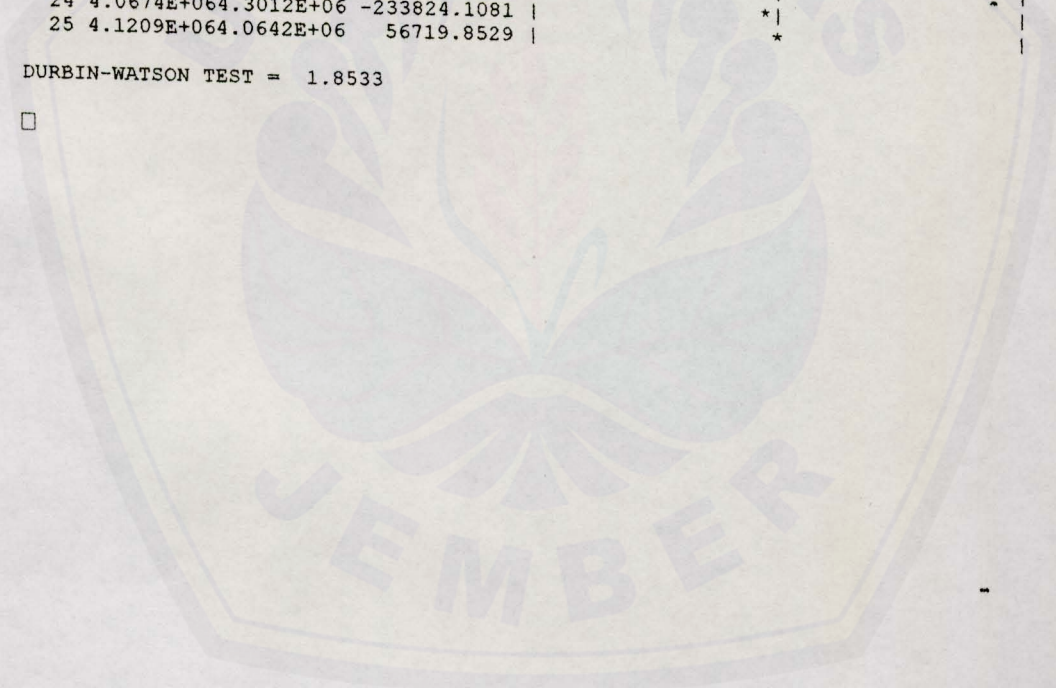 24 4.0674E+064.3012E+06 -233824.1081 | *| |
25 4.1209E+064.0642E+06 56719.8529 | * |
DURBIN-WATSON TEST = 1.8533
JEMBER